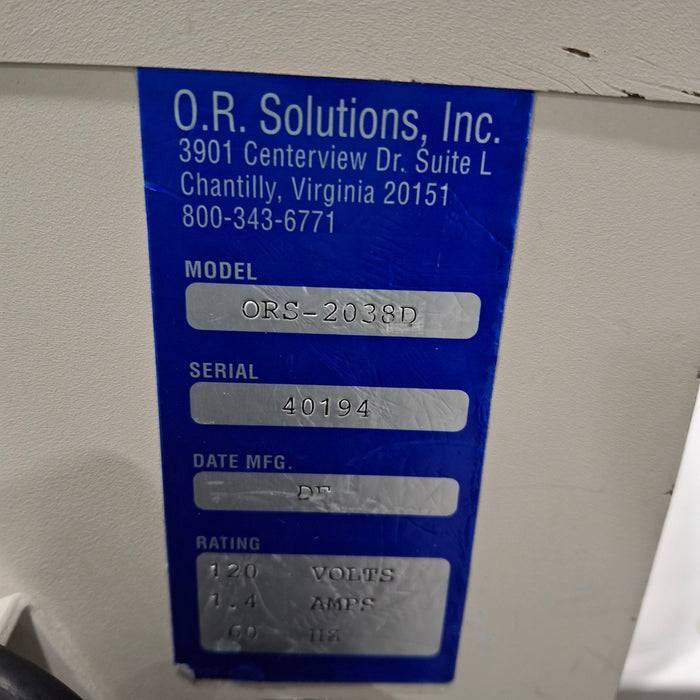 O.R. Solutions, Inc.
3901 Centerview Dr. Suite L
Chantilly, Virginia 20151
800-343-6771
MODEL
ORS-2038D
SERIAL
40194
DATE MFG.
RATING
120 VOLTS
1.4 AMPS
60 HZ